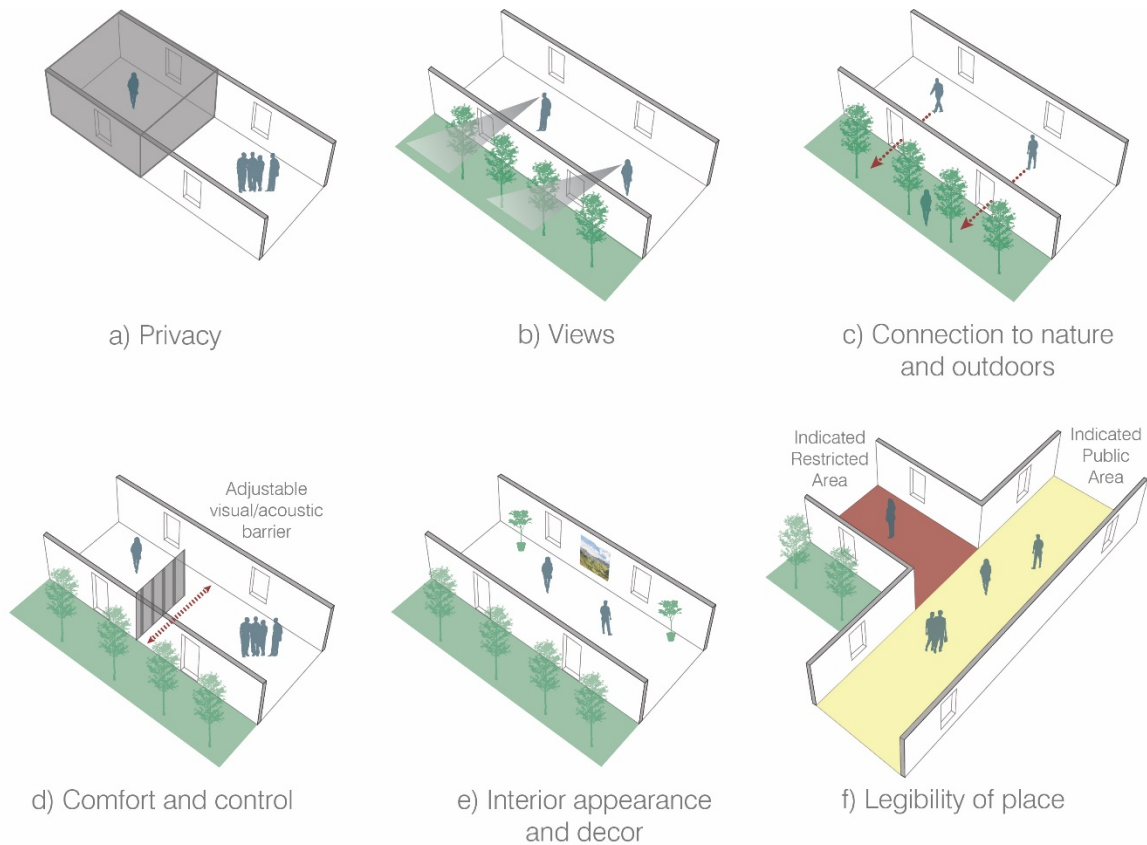 a) Privacy
b) Views
c) Connection to nature
and outdoors
Adjustable
visual/acoustic
barrier
Indicated
Restricted
Area
Indicated
Public
Area
d) Comfort and control
e) Interior appearance
and decor
f) Legibility of place